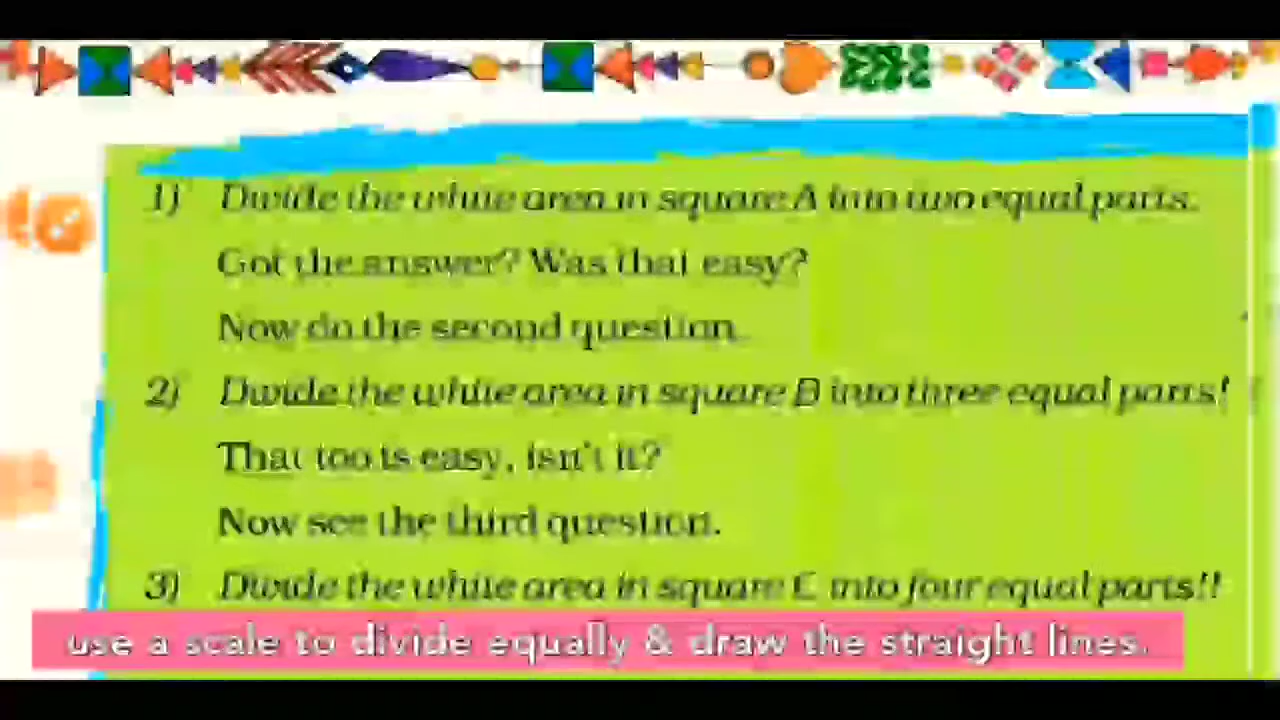 1) Divide the white area in square A into two equal parts.
Got the answer? Was that easy?
Now do the second question.
2) Divide the white area in square B into three equal parts!
That too is easy, isn't it?
Now see the third question.
3) Divide the white area in square C into four equal parts!!
use a scale to divide equally & draw the straight lines.